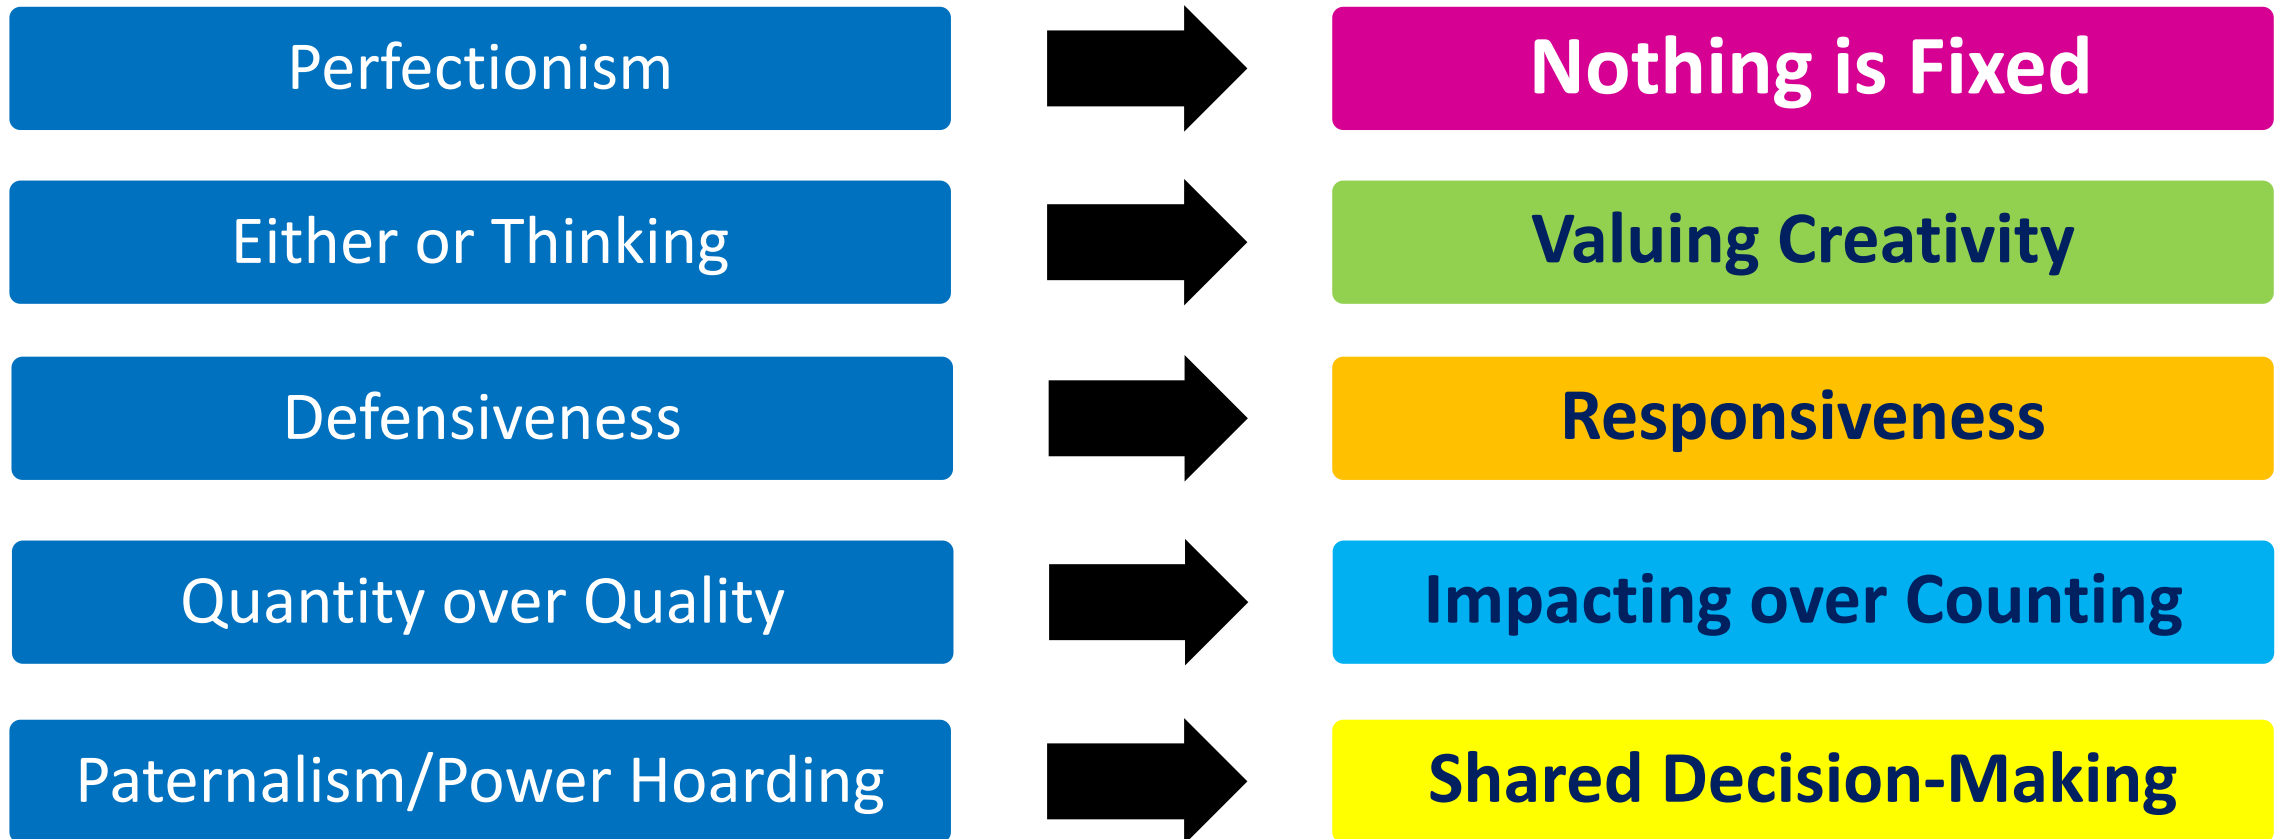 Perfectionism
Nothing is Fixed
Either or Thinking
Valuing Creativity
Defensiveness
Responsiveness
Quantity over Quality
Impacting over Counting
Paternalism/Power Hoarding
Shared Decision-Making